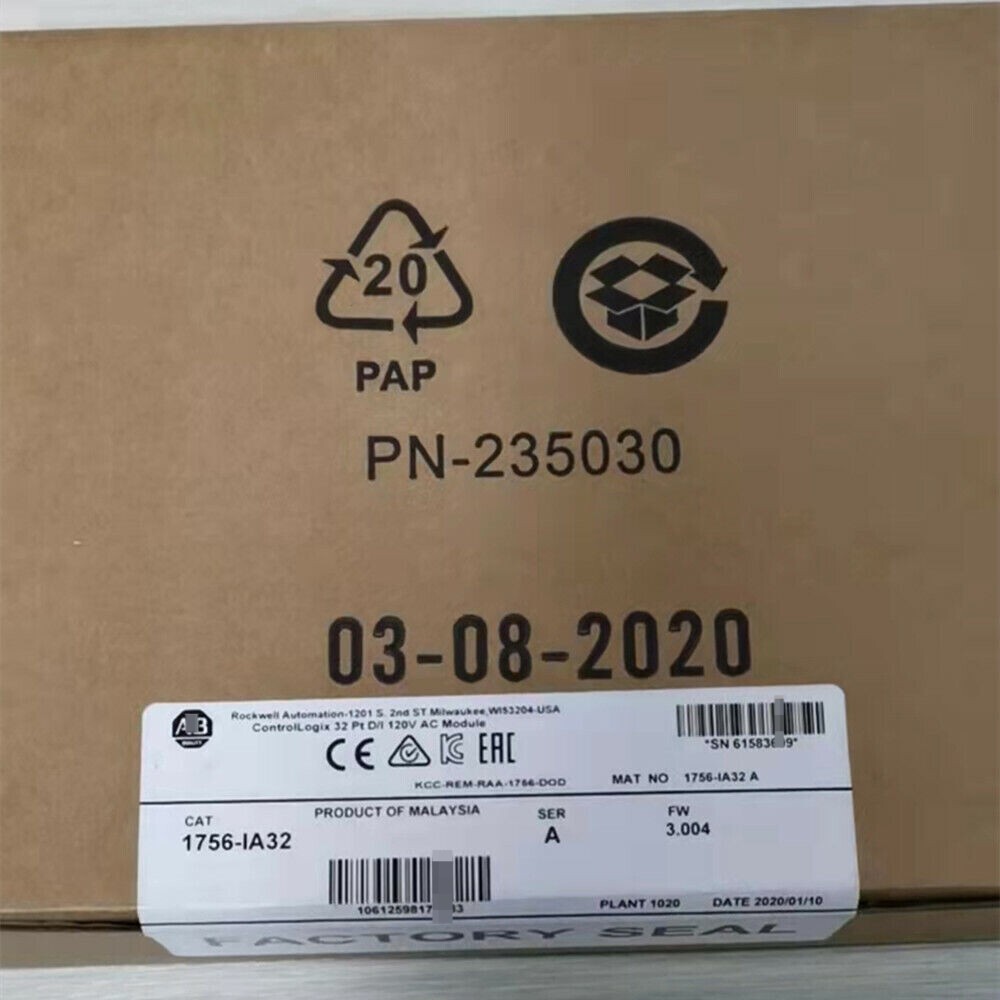 20
PAP
PN-235030
03-08-2020
Rockwell Automation-1201 S. 2nd ST Milwaukee,WI53204-USA
ControlLogix 32 Pt D/I 120V AC Module
QUALITY
CE EAC
KCC-REM-RAA-1756-DOD
MAT NO 1756-IA32 A
CAT
1756-IA32
PRODUCT OF MALAYSIA
SER
A
FW
3.004
PLANT 1020
DATE 2020/01/10
FACTORY SEAL